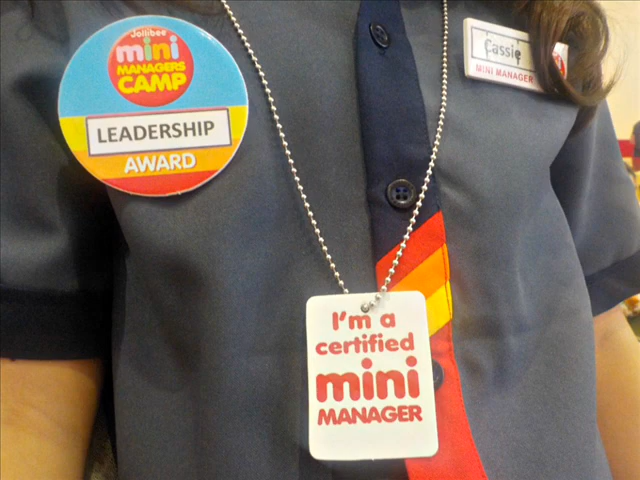 Jollibee
mini
MANAGERS
CAMP
LEADERSHIP
AWARD
Cassie
MINI MANAGER
I'm a
certified
mini
MANAGER